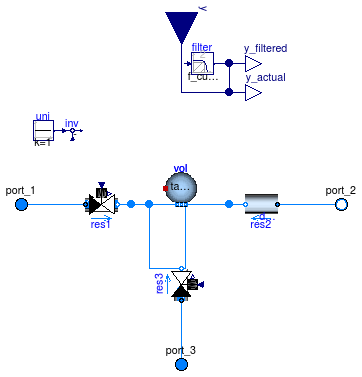 y
filter
y_filtered
f_cu...
y_actual
uni
inv
k=1
vol
ta...
port_1
port_2
res1
res2
res3
port_3